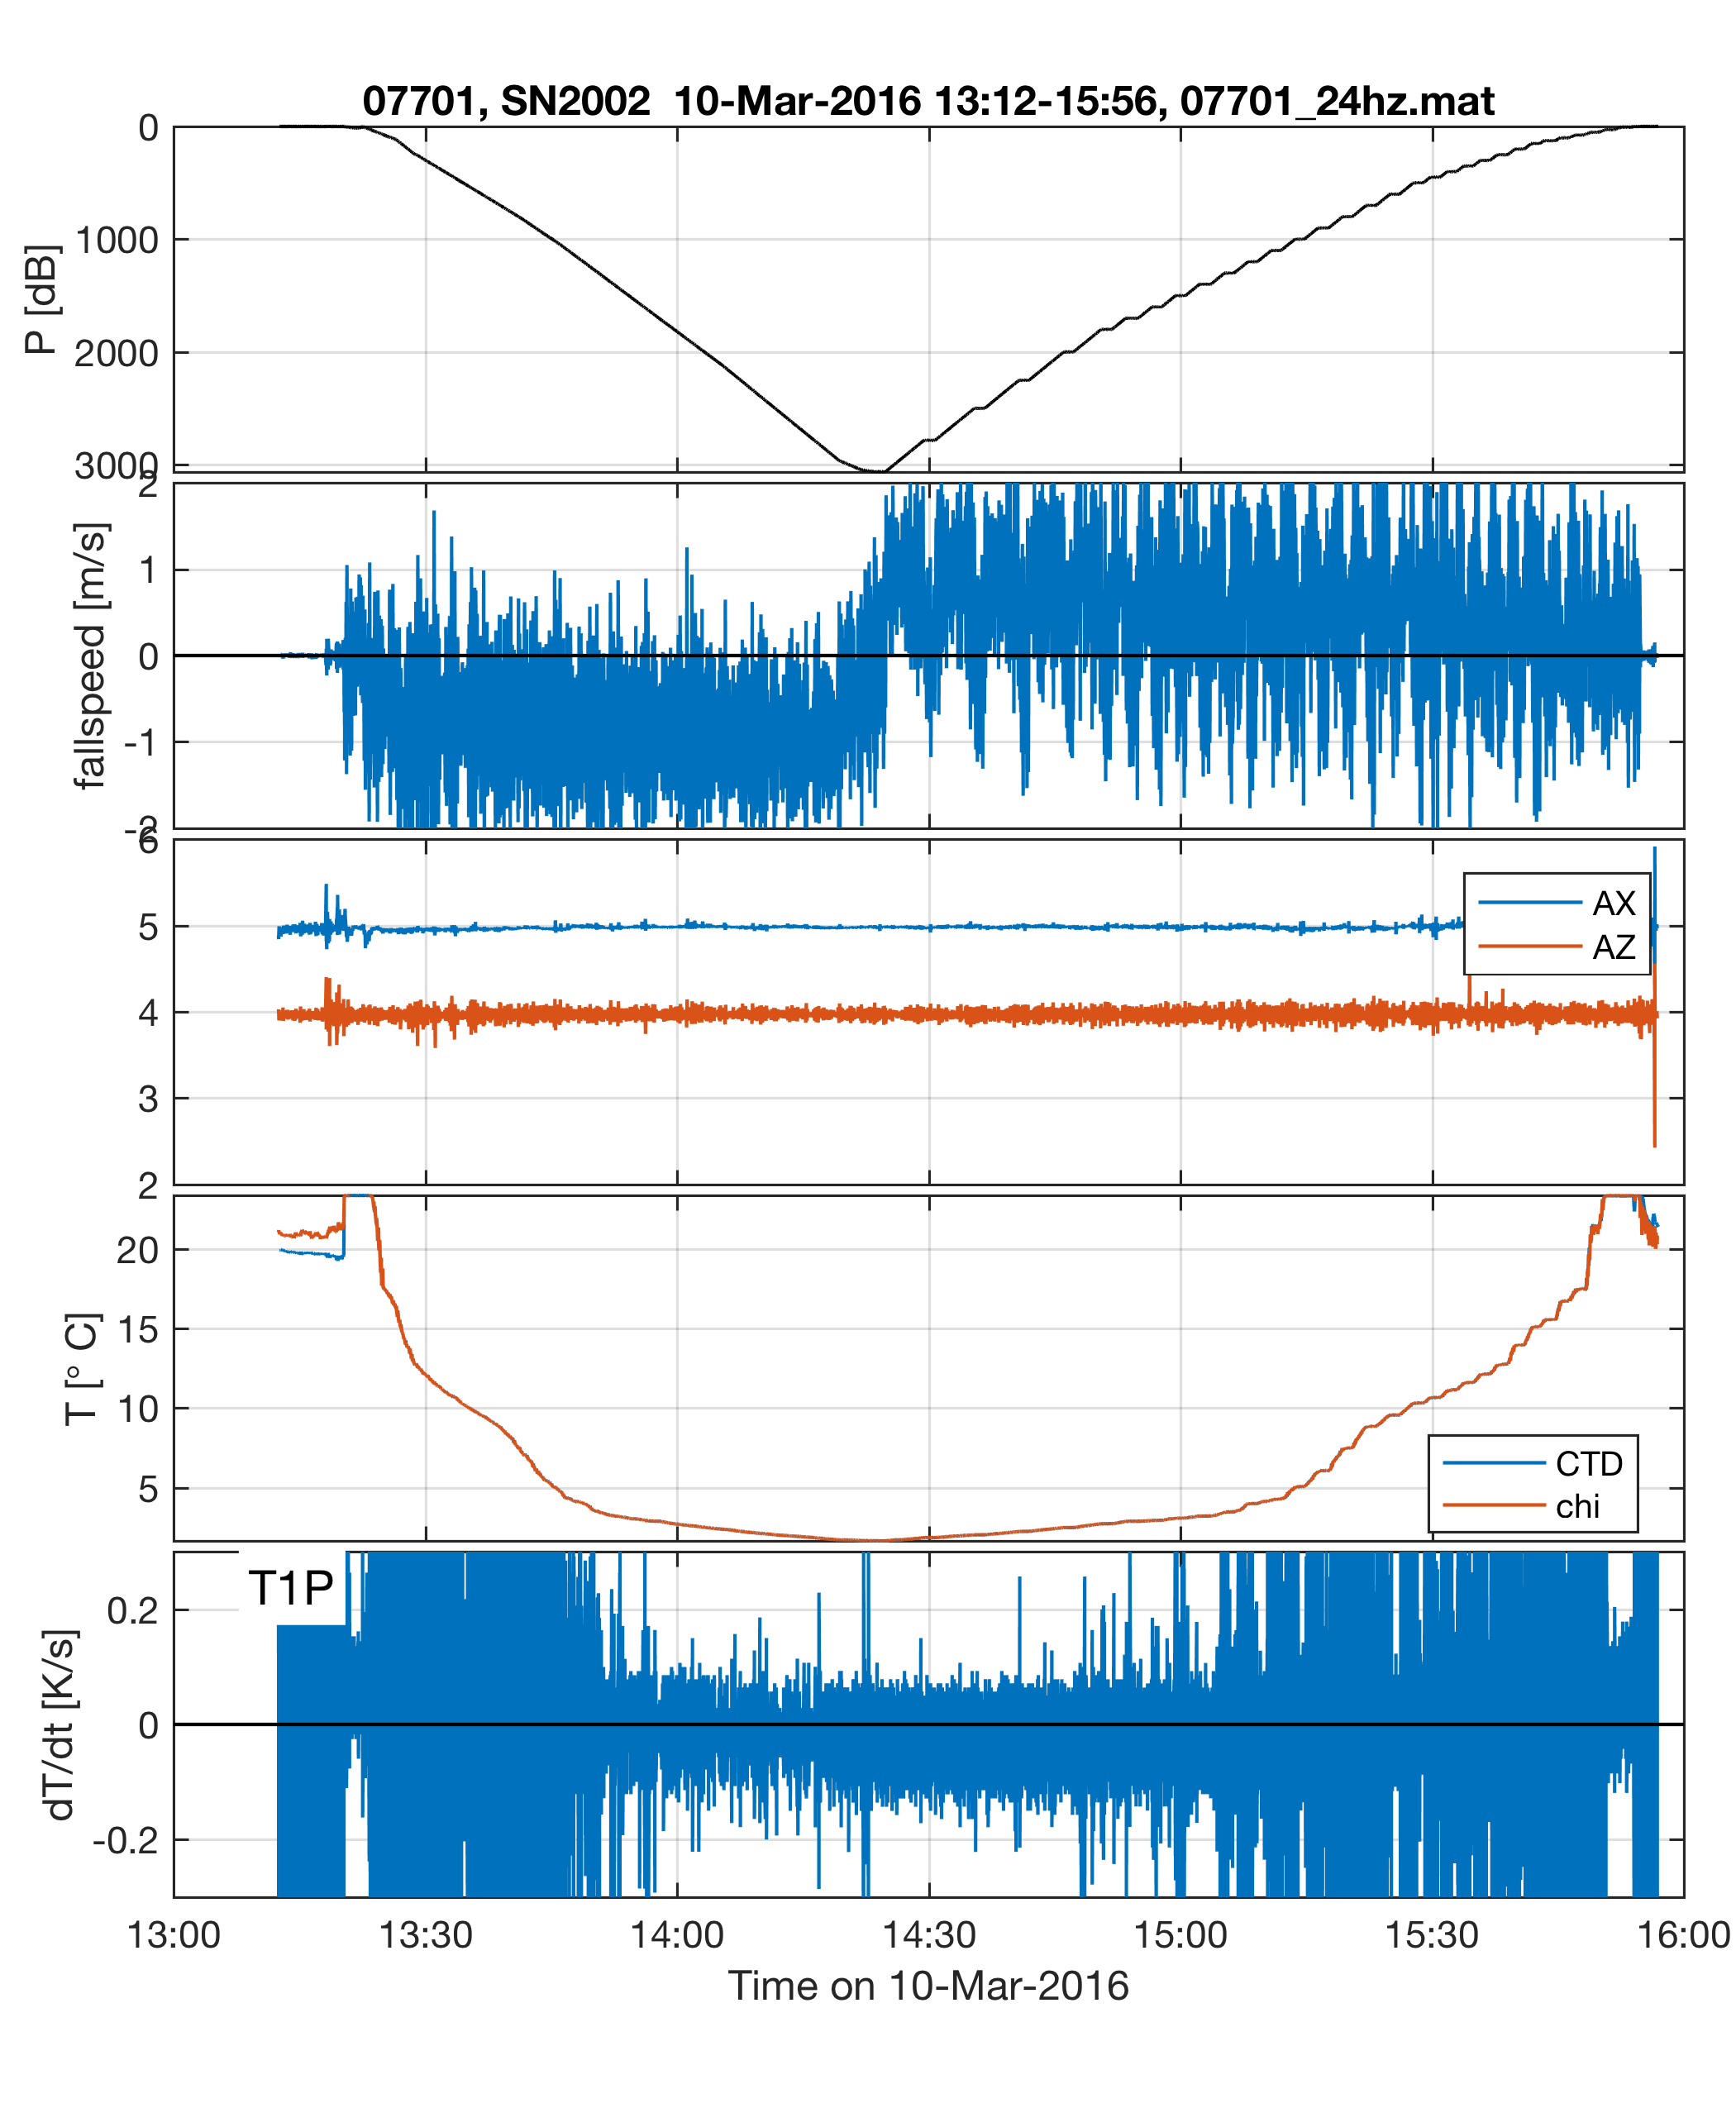 07701, SN2002  10-Mar-2016 13:12-15:56, 07701_24hz.mat
0
1000
2000
3000
P [dB]
2
1
0
-1
-2
fallspeed [m/s]
6
5
4
3
2
AX
AZ
20
15
10
5
T [° C]
CTD
chi
T1P
0.2
0
-0.2
dT/dt [K/s]
13:00 13:30 14:00 14:30 15:00 15:30 16:00
Time on 10-Mar-2016